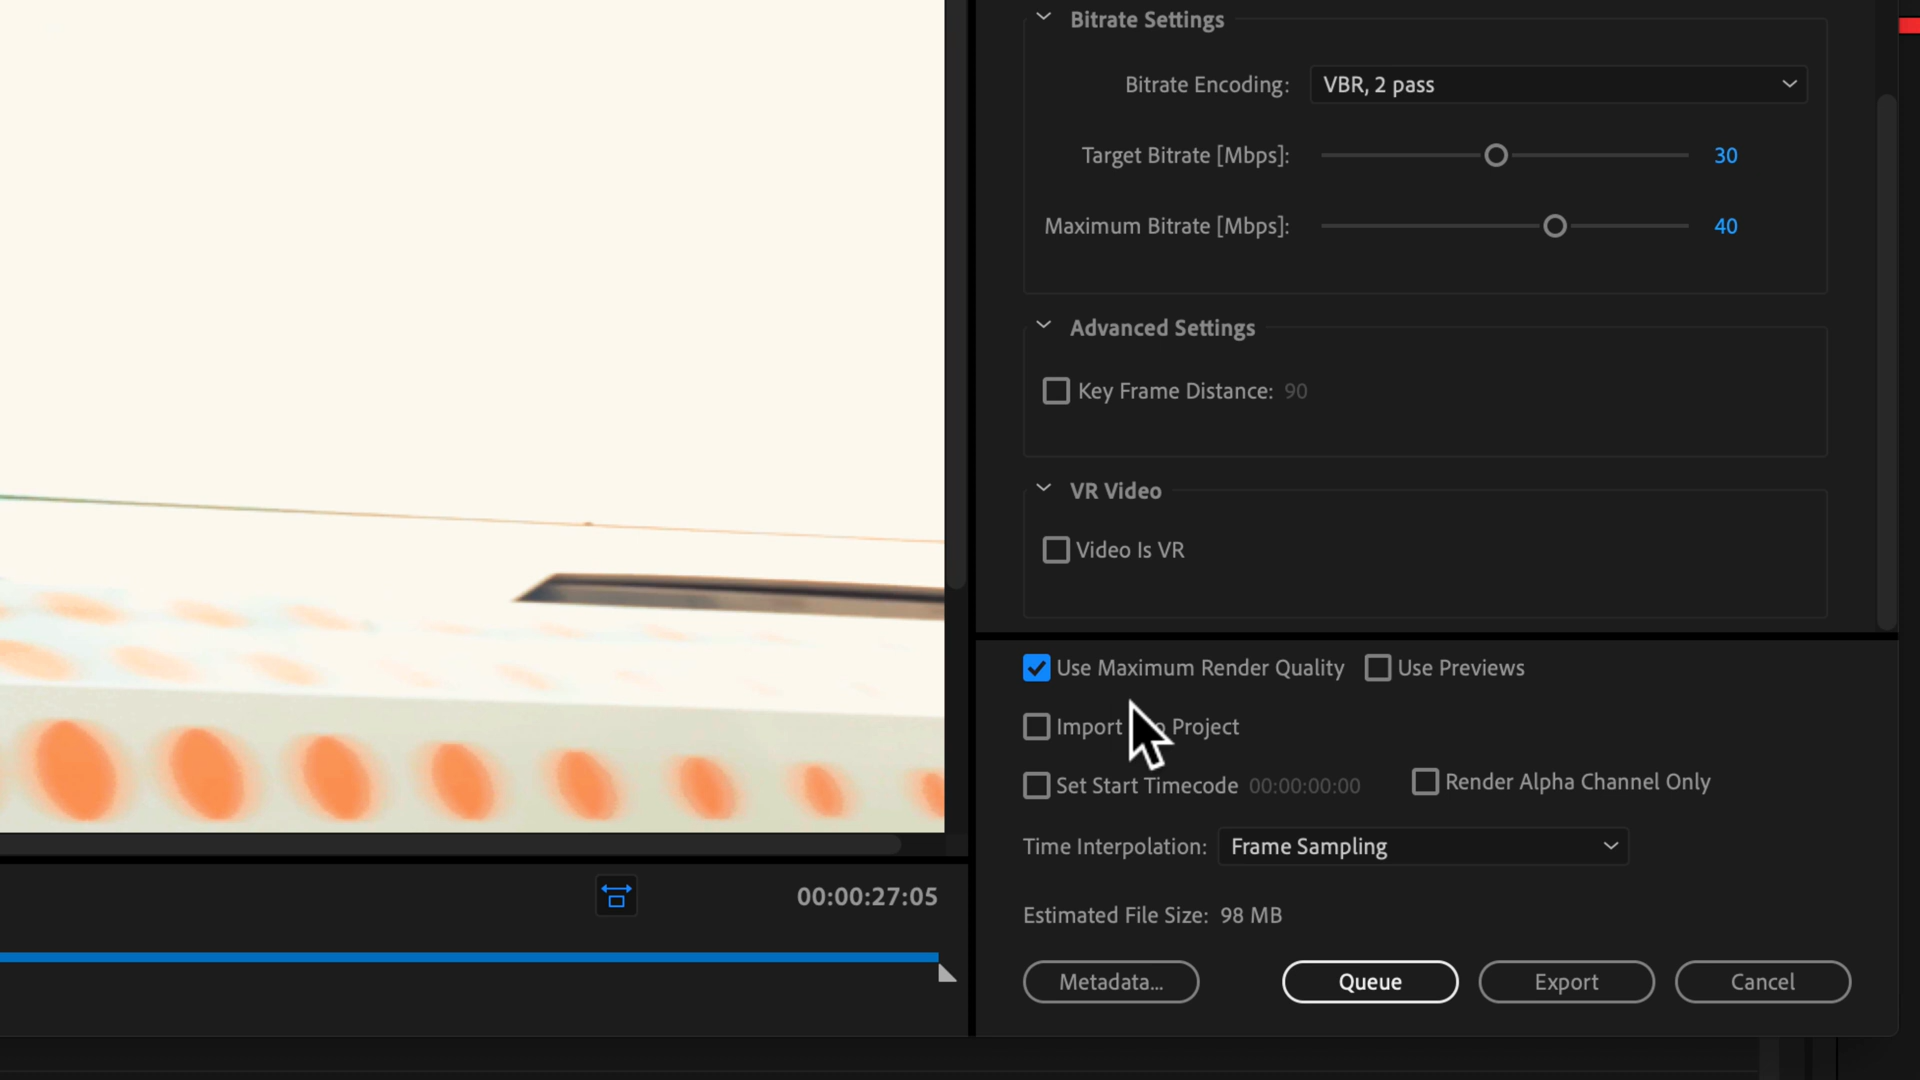 Bitrate Settings
Bitrate Encoding: VBR, 2 pass
Target Bitrate [Mbps]: 30
Maximum Bitrate [Mbps]: 40
Advanced Settings
Key Frame Distance: 90
VR Video
Video Is VR
Use Maximum Render Quality Use Previews
Import Project
Set Start Timecode 00:00:00:00 Render Alpha Channel Only
Time Interpolation: Frame Sampling
00:00:27:05
Estimated File Size: 98 MB
Metadata... Queue Export Cancel